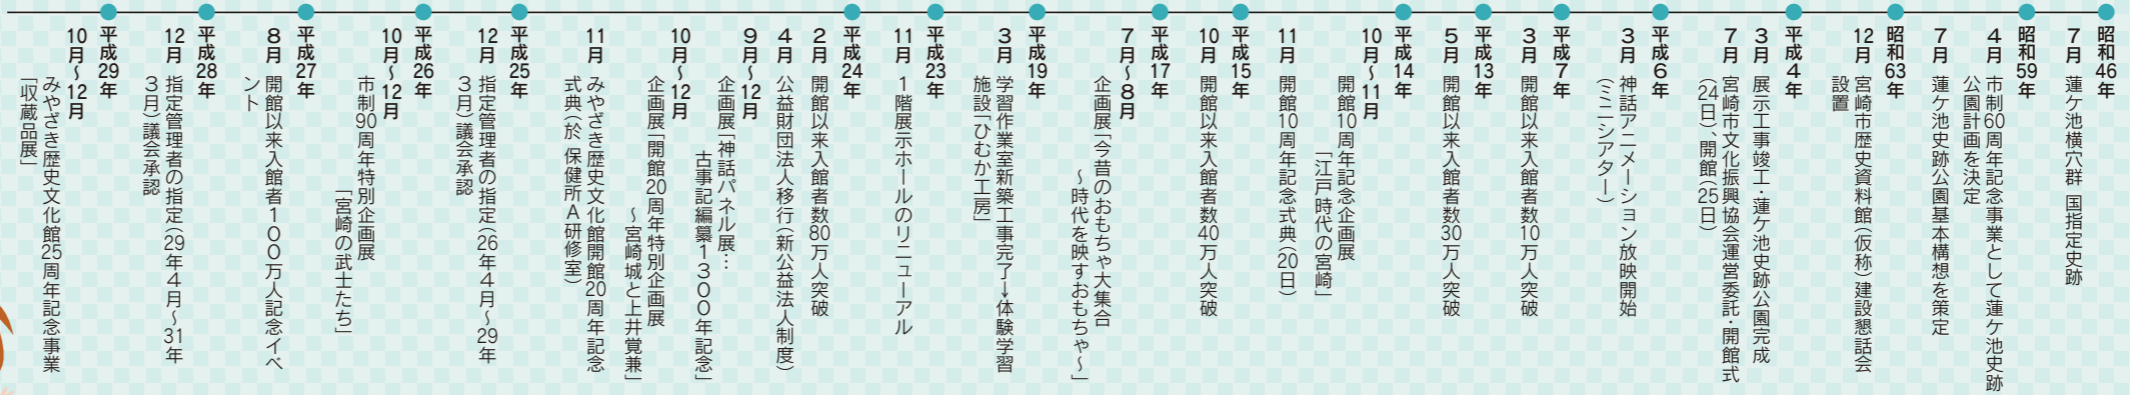 昭和46年
7月 蓮ケ池横穴群 国指定史跡
昭和59年
4月 市制60周年記念事業として蓮ケ池史跡
公園計画を決定
7月 蓮ケ池史跡公園基本構想を策定
昭和63年
12月 宮崎市歴史資料館(仮称)建設懇話会
設置
平成4年
3月 展示工事竣工・蓮ケ池史跡公園完成
7月 宮崎市文化振興協会運営委託・開館式
(24日)、開館(25日)
平成6年
3月 神話アニメーション放映開始
(ミニシアター)
平成7年
3月 開館以来入館者数10万人突破
平成13年
5月 開館以来入館者数30万人突破
平成14年
10月~11月
開館10周年記念企画展
「江戸時代の宮崎」
11月 開館10周年記念式典(20日)
平成15年
10月 開館以来入館者数40万人突破
平成17年
7月~8月
企画展「今昔のおもちゃ大集合
~時代を映すおもちゃ~」
平成19年
3月 学習作業室新築工事完了→体験学習
施設「ひむか工房」
平成23年
11月 1階展示ホールのリニューアル
平成24年
2月 開館以来入館者数80万人突破
4月 公益財団法人移行(新公益法人制度)
9月~12月
企画展「神話パネル展…
古事記編纂1300年記念」
10月~12月
企画展「開館20周年特別企画展
~宮崎城と上井覚兼」
11月 みやざき歴史文化館開館20周年記念
式典(於 保健所A研修室)
平成25年
12月 指定管理者の指定(26年4月~29年
3月)議会承認
平成26年
10月~12月
市制90周年特別企画展
「宮崎の武士たち」
平成27年
8月 開館以来入館者100万人記念イベ
ント
平成28年
12月 指定管理者の指定(29年4月~31年
3月)議会承認
平成29年
10月~12月
みやざき歴史文化館25周年記念事業
「収蔵品展」